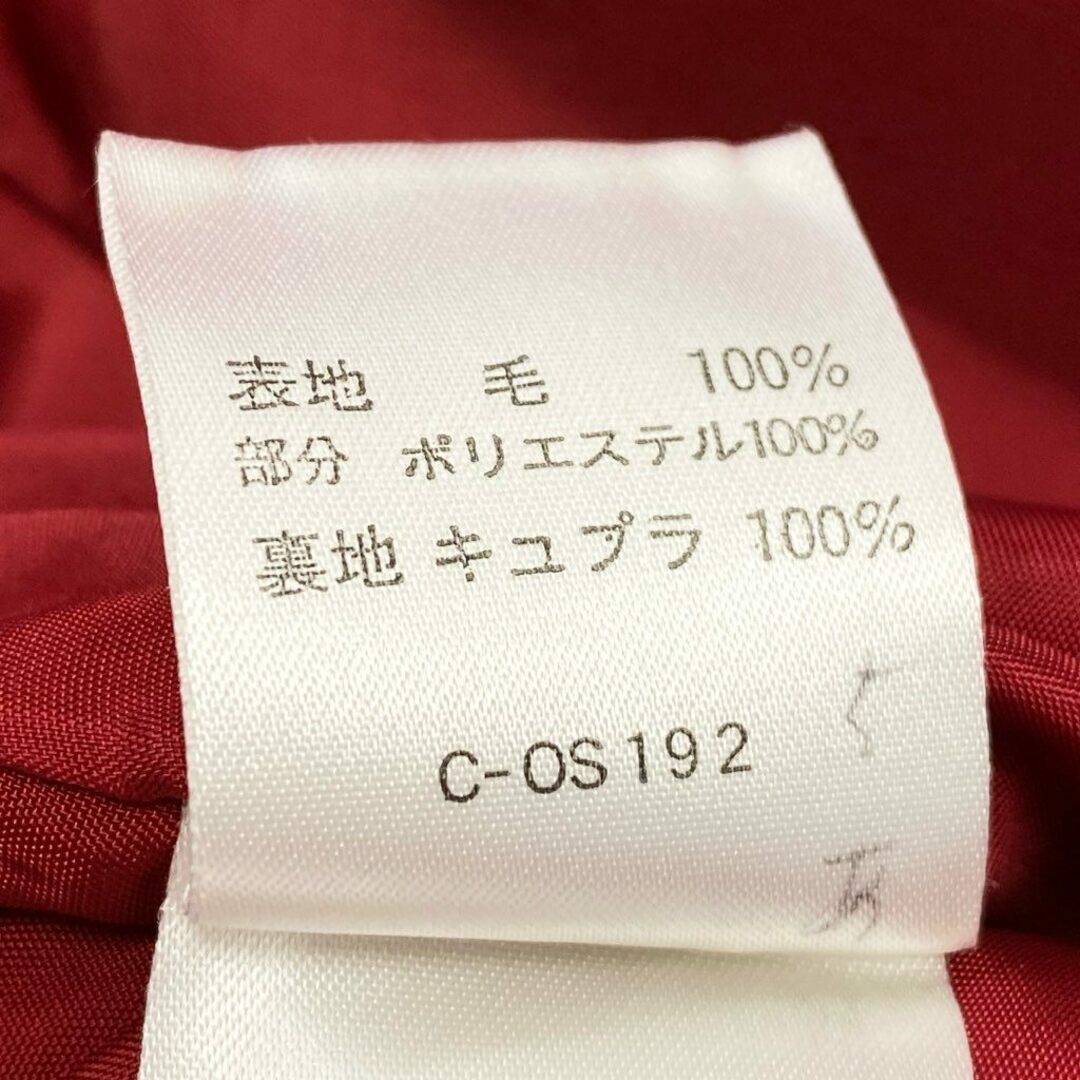 表地 毛 100%
部分 ポリエステル100%
裏地 キュプラ 100%
C-OS192